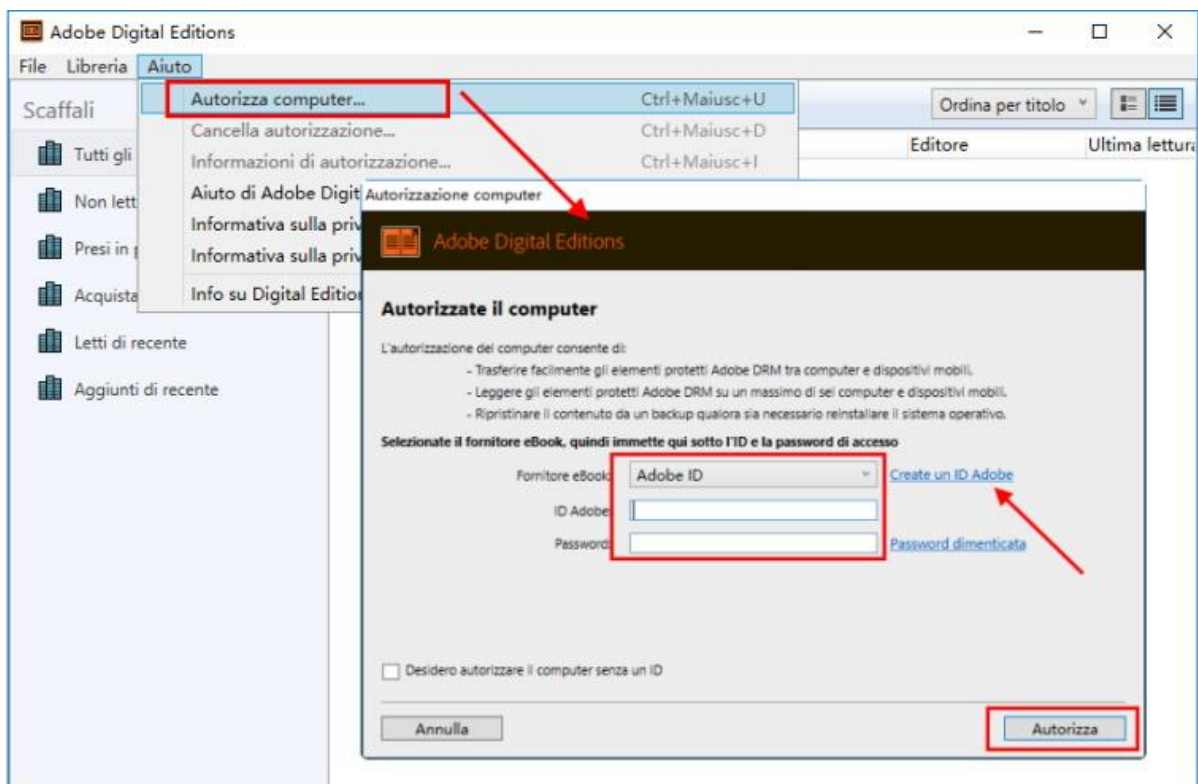 Adobe Digital Editions
File Libreria Aiuto
Scaffali
Tutti gli
Non lett
Presi in p
Acquista
Letti di recente
Aggiunti di recente
Autorizza computer... Ctrl+Maiusc+U
Cancella autorizzazione... Ctrl+Maiusc+D
Informazioni di autorizzazione... Ctrl+Maiusc+I
Aiuto di Adobe Digit
Informativa sulla priv
Informativa sulla priv
Info su Digital Edition
Ordina per titolo
Editore Ultima lettura
Autorizzazione computer
Adobe Digital Editions
Autorizzate il computer
L'autorizzazione del computer consente di:
- Trasferire facilmente gli elementi protetti Adobe DRM tra computer e dispositivi mobili.
- Leggere gli elementi protetti Adobe DRM su un massimo di sei computer e dispositivi mobili.
- Ripristinare il contenuto da un backup qualora sia necessario reinstallare il sistema operativo.
Selezionate il fornitore eBook, quindi immette qui sotto l'ID e la password di accesso
Fornitore eBook: Adobe ID Create un ID Adobe
ID Adobe:
Password: Password dimenticata
Desidero autorizzare il computer senza un ID
Annulla Autorizza